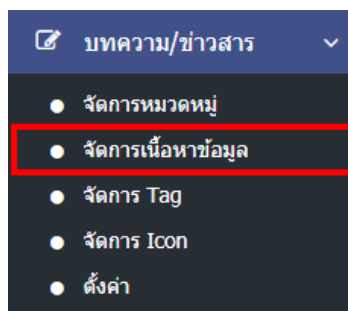 บทความ/ข่าวสาร
จัดการหมวดหมู่
จัดการเนื้อหาข้อมูล
จัดการ Tag
จัดการ Icon
ตั้งค่า